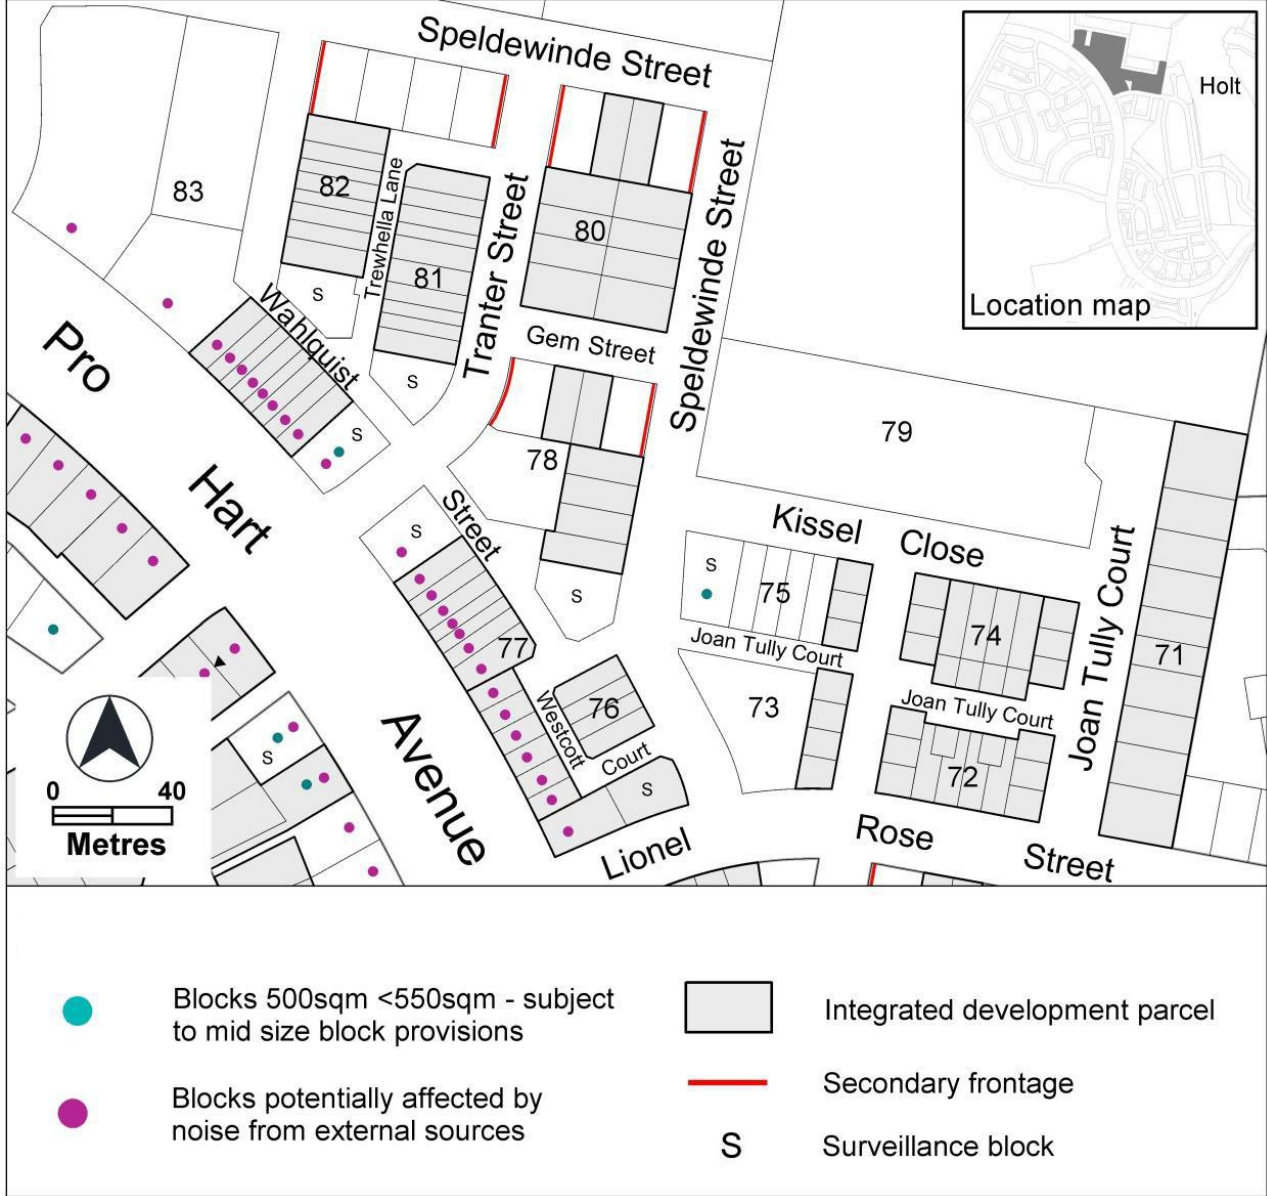 Speldewinde Street
Holt
Location map
83
82
Trewhella Lane
81
Tranter Street
80
Speldewinde Street
S
Wahlquist
Gem Street
S
S
Pro
Hart
Avenue
78
79
Street
S
Kissel Close
S
75
S
77
Joan Tully Court
74
Joan Tully Court
71
73
76
Westcott
Court
Joan Tully Court
72
S
S
Lionel
Rose
Street
0 40
Metres
Blocks 500sqm <550sqm - subject
to mid size block provisions
Blocks potentially affected by
noise from external sources
Integrated development parcel
Secondary frontage
S Surveillance block